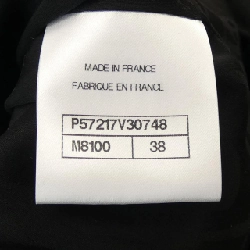 MADE IN FRANCE
FABRIQUE EN FRANCE
P57217V30748
M8100 38